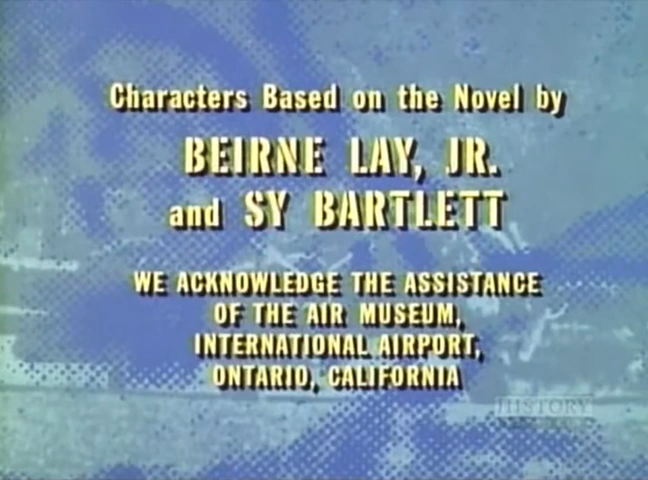 Characters Based on the Novel by
BEIRNE LAY, JR.
and SY BARTLETT
WE ACKNOWLEDGE THE ASSISTANCE
OF THE AIR MUSEUM,
INTERNATIONAL AIRPORT,
ONTARIO, CALIFORNIA
HISTORY